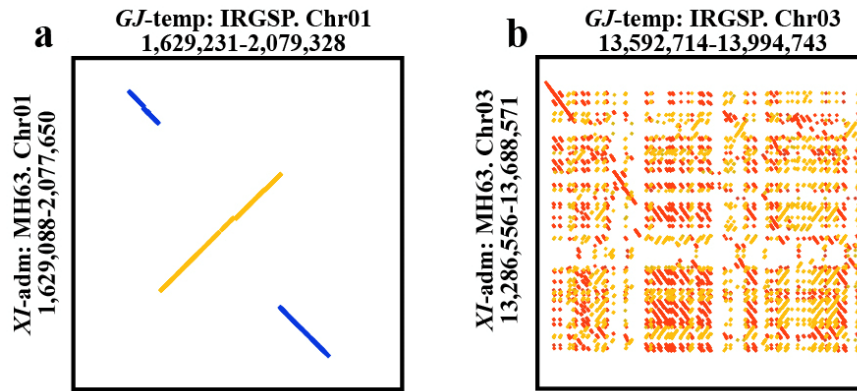 a
GJ-temp: IRGSP. Chr01
1,629,231-2,079,328
XI-adm: MH63. Chr01
1,629,088-2,077,650
b
GJ-temp: IRGSP. Chr03
13,592,714-13,994,743
XI-adm: MH63. Chr03
13,286,556-13,688,571